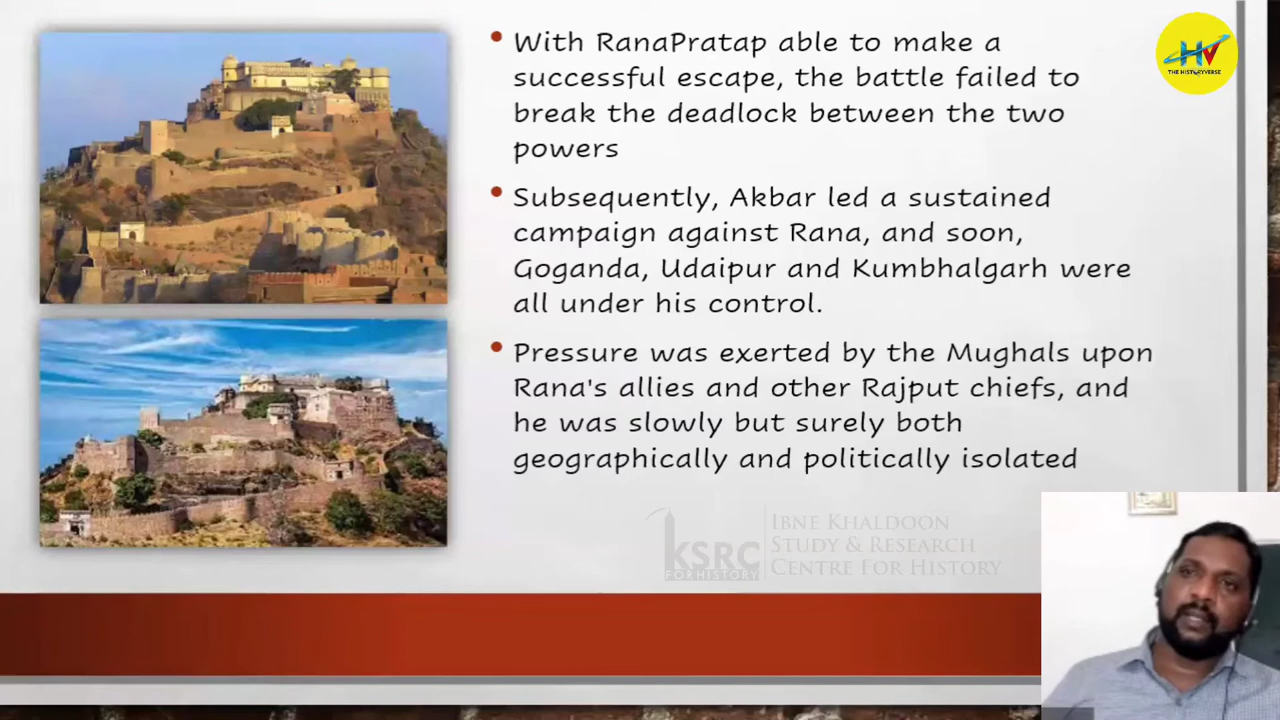 With RanaPratap able to make a
successful escape, the battle failed to
break the deadlock between the two
powers
Subsequently, Akbar led a sustained
campaign against Rana, and soon,
Goganda, Udaipur and Kumbhalgarh were
all under his control.
Pressure was exerted by the Mughals upon
Rana's allies and other Rajput chiefs, and
he was slowly but surely both
geographically and politically isolated
HV
THE HISTORYVERSE
KSRC
FOR HISTORY
IBNE KHALDOON
STUDY & RESEARCH
CENTRE FOR HISTORY